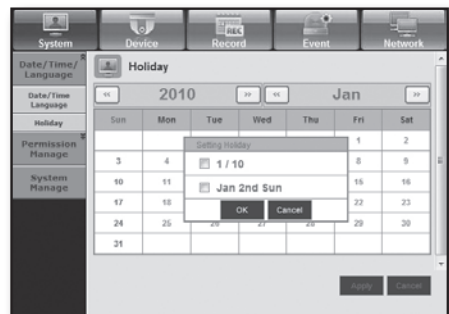 System Device Record Event Network
REC
Date/Time/
Language
Date/Time
Language
Holiday
Permission
Manage
System
Manage
Holiday
<< 2010 >> << Jan >>
Sun Mon Tue Wed Thu Fri Sat
1 2
3 4 8 9
10 11 15 16
17 18 22 23
24 25 26 27 28 29 30
31
Setting Holiday
1 / 10
Jan 2nd Sun
OK Cancel
Apply Cancel